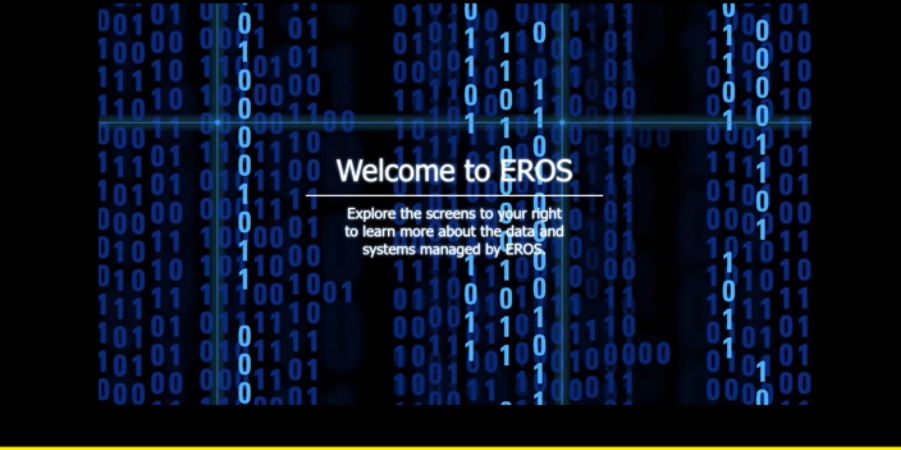 Welcome to EROS
Explore the screens to your right
to learn more about the data and
systems managed by EROS.